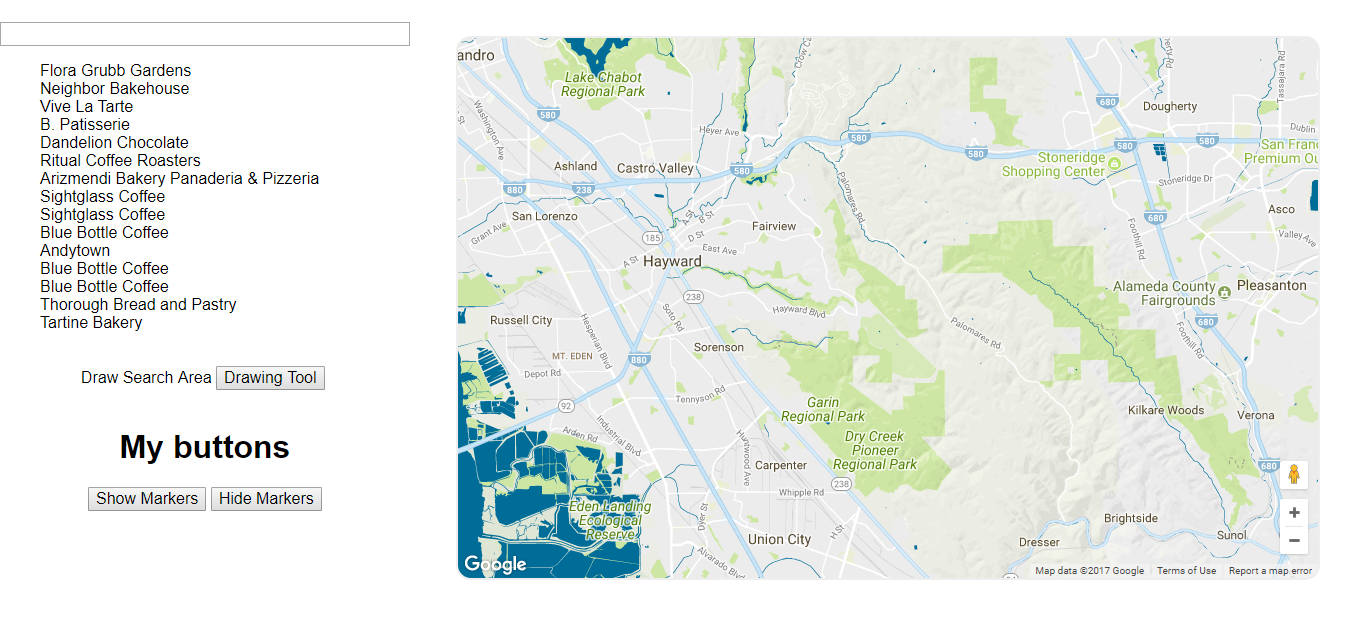 Flora Grubb Gardens
Neighbor Bakehouse
Vive La Tarte
B. Patisserie
Dandelion Chocolate
Ritual Coffee Roasters
Arizmendi Bakery Panaderia & Pizzeria
Sightglass Coffee
Sightglass Coffee
Blue Bottle Coffee
Andytown
Blue Bottle Coffee
Blue Bottle Coffee
Thorough Bread and Pastry
Tartine Bakery
Draw Search Area Drawing Tool
My buttons
Show Markers Hide Markers
andro
Crow C
erty Rd
Tassajara Rd
Lake Chabot
Regional Park
680
Dougherty
Washington Ave
580
Heyer Ave
580
580
580
580
Dublin
San Franc
Premium Ou
Stoneridge
Shopping Center
Ashland
Castro Valley
580
880
238
Palomares Rd
Stoneridge Dr
San Lorenzo
A St
B St
680
Asco
Grant Ave
185
D St
Fairview
Foothill Rd
Valley Ave
East Ave
A St
Hayward
Alameda County
Fairgrounds
Pleasanton
238
Hayward Blvd
Soto Rd
Russell City
Hesperian Blvd
Palomares Rd
680
Foothill Rd
Sorenson
MT. EDEN
880
Depot Rd
Tennyson Rd
92
Garin
Regional Park
Kilkare Woods
Verona
Industrial Blvd
Arden Rd
Huntwood Ave
Dry Creek
Pioneer
Regional Park
Carpenter
680
238
Whipple Rd
Eden Landing
Ecological
Reserve
Dyer St
H St
Union City
Brightside
Dresser
Sunol
Alvarado Blvd
+
−
Google
Map data ©2017 Google
Terms of Use
Report a map error